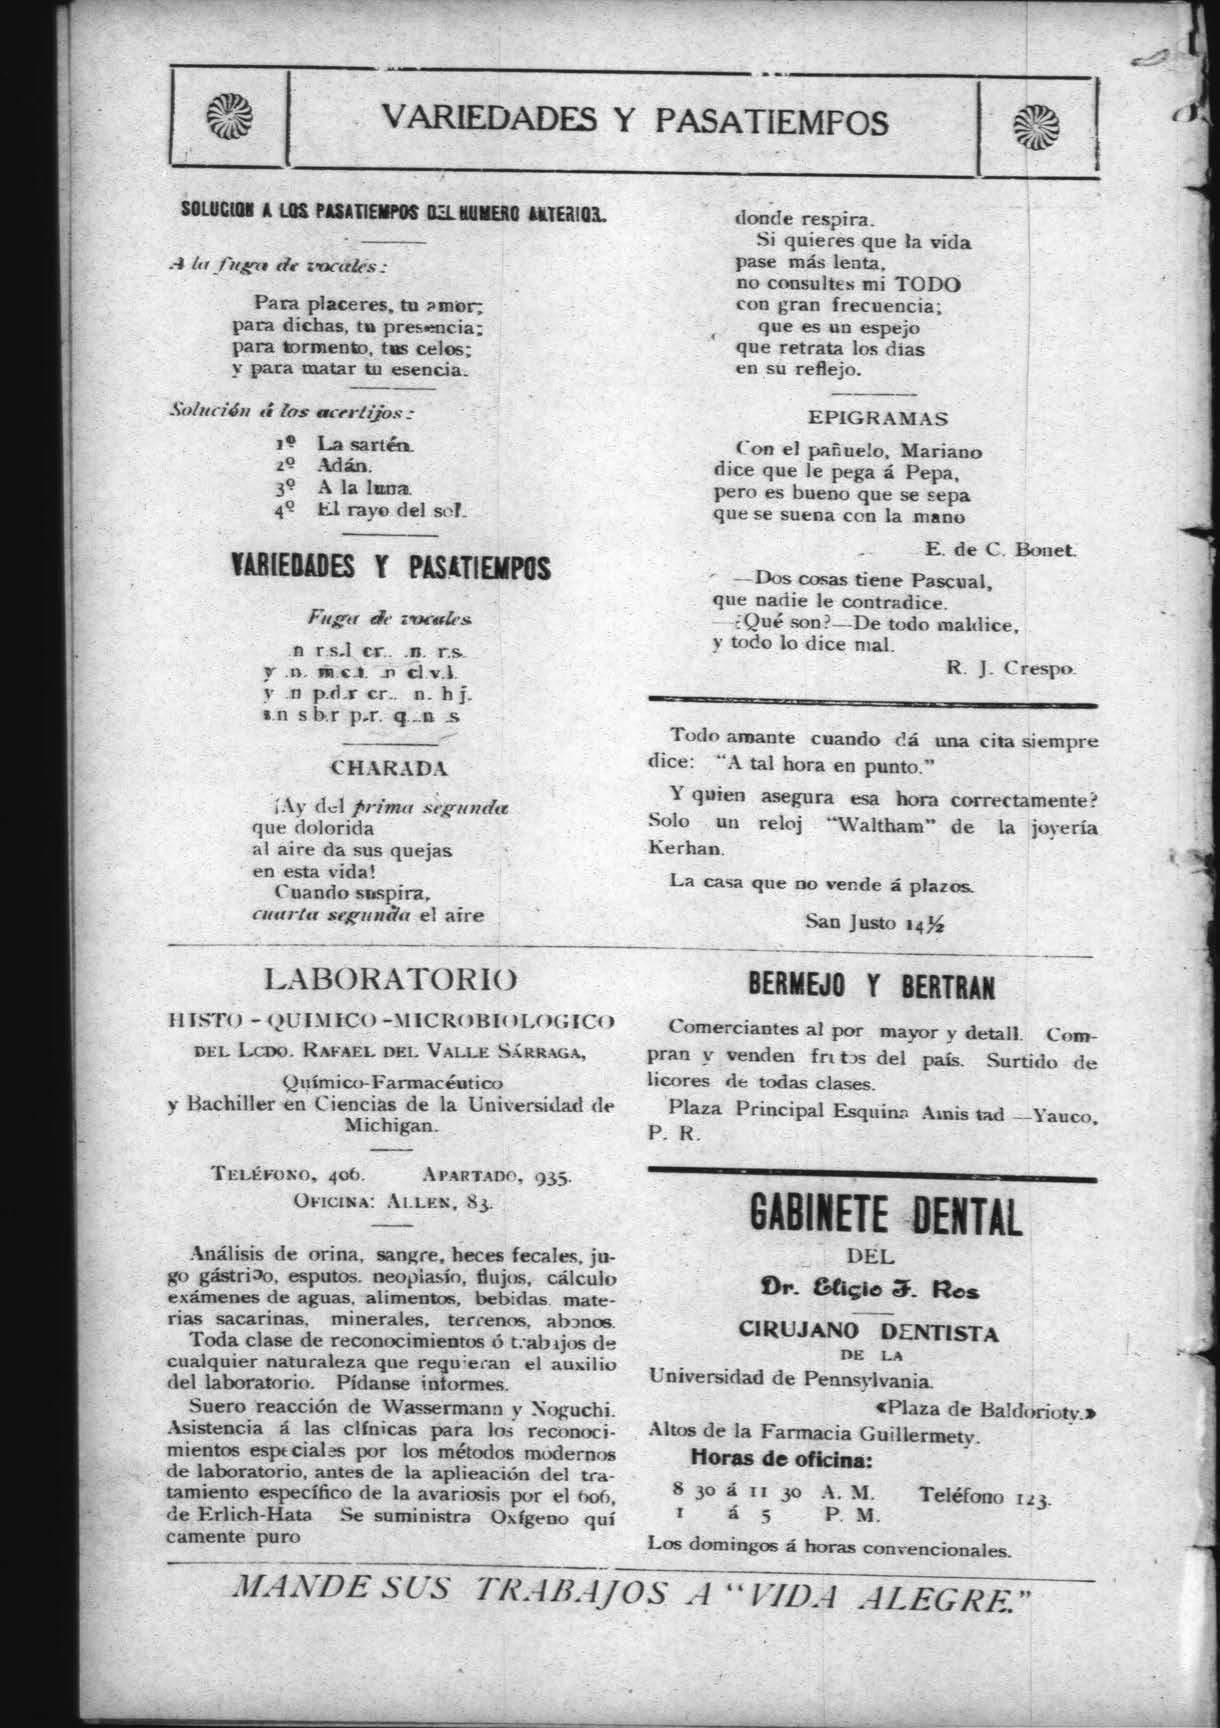 VARIEDADES Y PASATIEMPOS
SOLUCION A LOS PASATIEMPOS DEL NUMERO ANTERIOR.
A la fuga de vocales:
Para placeres, tu amor;
para dichas, tu presencia;
para tormento, tus celos;
y para matar tu esencia.
Solución á los acertijos:
1º La sartén.
2º Adán.
3º A la luna.
4º El rayo del sol.
VARIEDADES Y PASATIEMPOS
Fuga de vocales
.n r.s.l cr.. .n. r.s.
y .n. m.c.t. .n cl.v.l.
y .n p.d.r cr.. n. h j.
s.n s b.r p.r. q...n .s
CHARADA
¡Ay del prima segunda
que dolorida
al aire da sus quejas
en esta vida!
Cuando suspira,
cuarta segunda el aire
donde respira.
Si quieres que la vida
pase más lenta,
no consultes mi TODO
con gran frecuencia;
que es un espejo
que retrata los dias
en su reflejo.
EPIGRAMAS
Con el pañuelo, Mariano
dice que le pega á Pepa,
pero es bueno que se sepa
que se suena con la mano
E. de C. Bonet.
—Dos cosas tiene Pascual,
que nadie le contradice.
—¿Qué son?—De todo maldice,
y todo lo dice mal.
R. J. Crespo.
Todo amante cuando dá una cita siempre
dice: "A tal hora en punto."
Y quien asegura esa hora correctamente?
Solo un reloj "Waltham" de la joyería
Kerhan.
La casa que no vende á plazos.
San Justo 14½
LABORATORIO
HISTO-QUIMICO-MICROBIOLOGICO
DEL LCDO. RAFAEL DEL VALLE SÁRRAGA,
Químico-Farmacéutico
y Bachiller en Ciencias de la Universidad de
Michigan.
TELÉFONO, 406. APARTADO, 935.
OFICINA: ALLEN, 83.
Análisis de orina, sangre, heces fecales, ju-
go gástrico, esputos. neoplasio, flujos, cálculo
exámenes de aguas, alimentos, bebidas. mate-
rias sacarinas, minerales, terrenos, abonos.
Toda clase de reconocimientos ó trabajos de
cualquier naturaleza que requieran el auxilio
del laboratorio. Pídanse informes.
Suero reacción de Wassermann y Noguchi.
Asistencia á las clínicas para los reconoci-
mientos especiales por los métodos modernos
de laboratorio, antes de la aplieación del tra-
tamiento específico de la avariosis por el 606,
de Erlich-Hata Se suministra Oxígeno quí
camente puro
BERMEJO Y BERTRAN
Comerciantes al por mayor y detall. Com-
pran y venden frutos del país. Surtido de
licores de todas clases.
Plaza Principal Esquina Amis tad —Yauco,
P. R.
GABINETE DENTAL
DEL
Dr. Eligio F. Ros
CIRUJANO DENTISTA
DE LA
Universidad de Pennsylvania.
«Plaza de Baldorioty.»
Altos de la Farmacia Guillermety.
Horas de oficina:
8 30 á 11 30 A. M. Teléfono 123.
1 á 5 P. M.
Los domingos á horas convencionales.
MANDE SUS TRABAJOS A "VIDA ALEGRE."